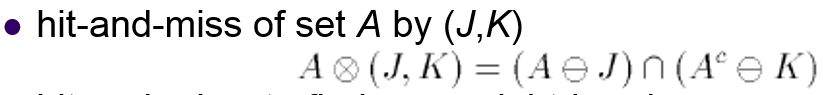 • hit-and-miss of set A by (J,K)
A ⊗ (J, K) = (A ⊖ J) ∩ (Aᶜ ⊖ K)